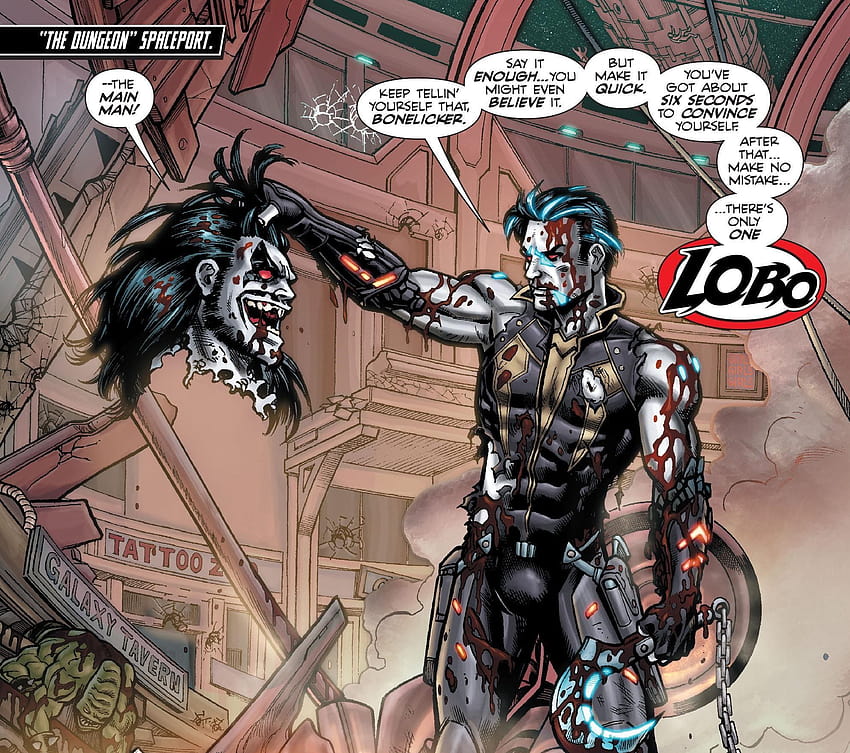 "THE DUNGEON" SPACEPORT.
--THE
MAIN
MAN!
KEEP TELLIN'
YOURSELF THAT,
BONELICKER.
SAY IT
ENOUGH...YOU
MIGHT EVEN
BELIEVE IT.
BUT
MAKE IT
QUICK.
YOU'VE
GOT ABOUT
SIX SECONDS
TO CONVINCE
YOURSELF.
AFTER
THAT...
MAKE NO
MISTAKE...
...THERE'S
ONLY
ONE
LOBO
TATTOO
GALAXY TAVERN
GIRLS